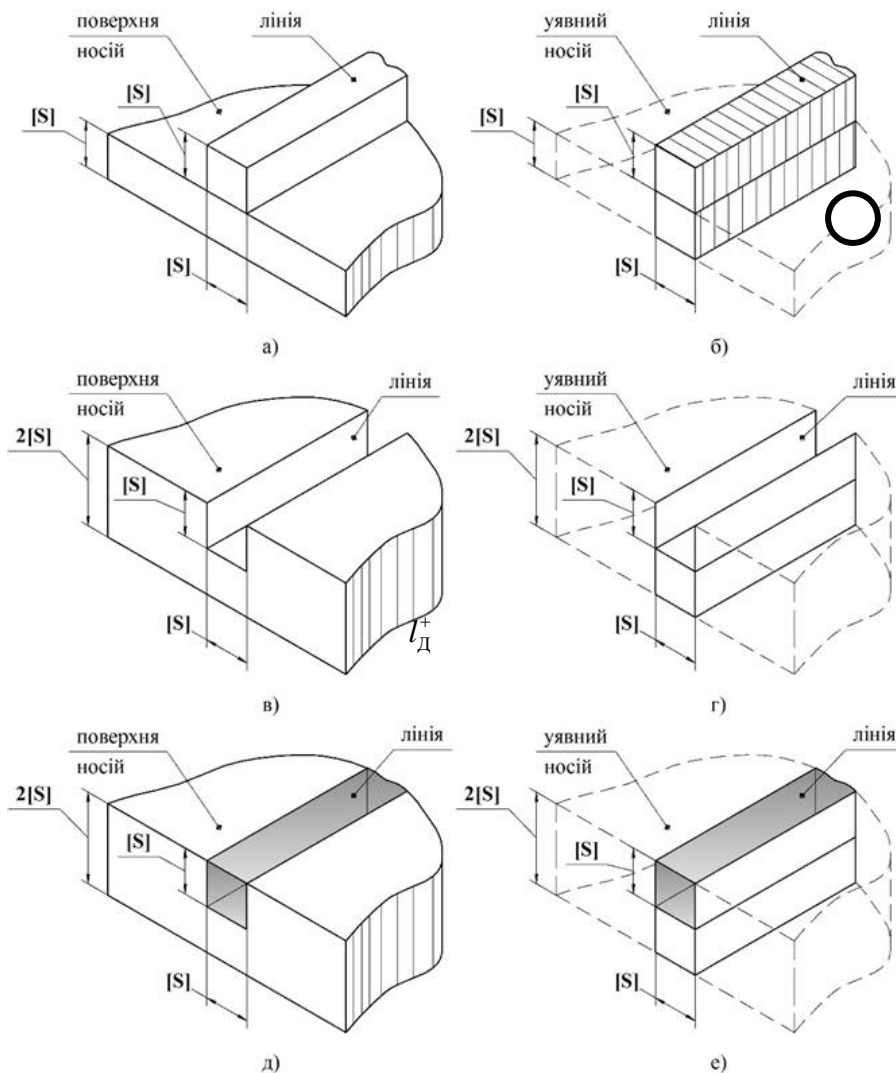 поверхня
носій
лінія
[S]
[S]
[S]
а)
уявний
носій
лінія
[S]
[S]
[S]
б)
поверхня
носій
лінія
2[S]
[S]
[S]
l⁺Д
в)
уявний
носій
лінія
2[S]
[S]
[S]
г)
поверхня
носій
лінія
2[S]
[S]
[S]
д)
уявний
носій
лінія
2[S]
[S]
[S]
е)